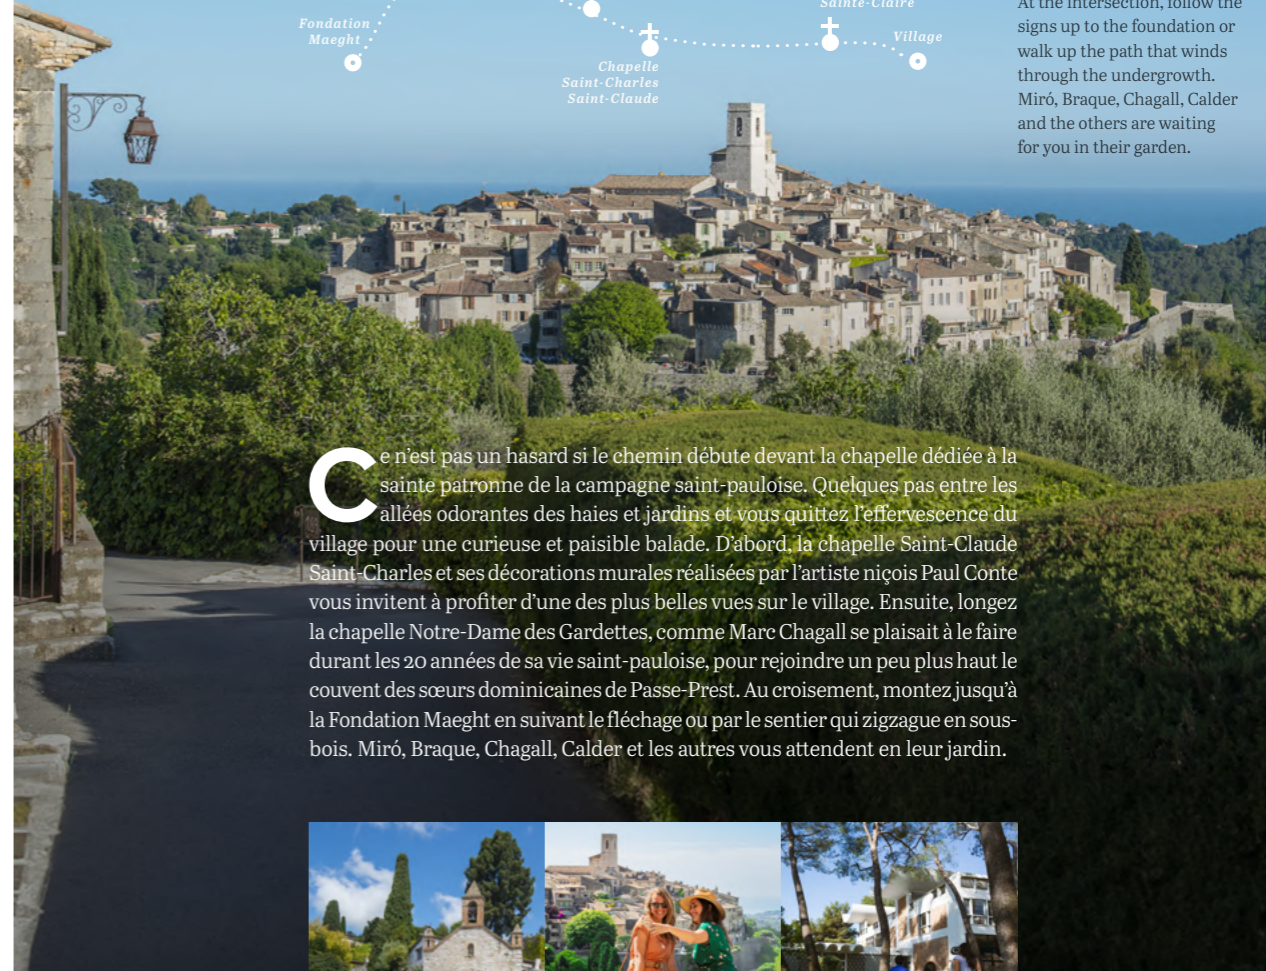 Sainte-Claire
Fondation
Maeght
Village
Chapelle
Saint-Charles
Saint-Claude
At the intersection, follow the
signs up to the foundation or
walk up the path that winds
through the undergrowth.
Miró, Braque, Chagall, Calder
and the others are waiting
for you in their garden.
Ce n’est pas un hasard si le chemin débute devant la chapelle dédiée à la
sainte patronne de la campagne saint-pauloise. Quelques pas entre les
allées odorantes des haies et jardins et vous quittez l’effervescence du
village pour une curieuse et paisible balade. D’abord, la chapelle Saint-Claude
Saint-Charles et ses décorations murales réalisées par l’artiste niçois Paul Conte
vous invitent à profiter d’une des plus belles vues sur le village. Ensuite, longez
la chapelle Notre-Dame des Gardettes, comme Marc Chagall se plaisait à le faire
durant les 20 années de sa vie saint-pauloise, pour rejoindre un peu plus haut le
couvent des sœurs dominicaines de Passe-Prest. Au croisement, montez jusqu’à
la Fondation Maeght en suivant le fléchage ou par le sentier qui zigzague en sous-
bois. Miró, Braque, Chagall, Calder et les autres vous attendent en leur jardin.